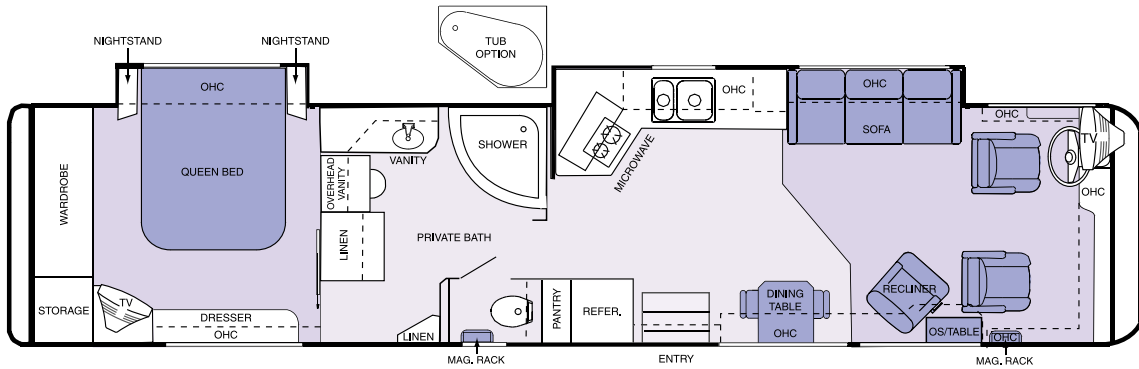 NIGHTSTAND
NIGHTSTAND
TUB
OPTION
OHC
QUEEN BED
WARDROBE
STORAGE
TV
DRESSER
OHC
OVERHEAD
VANITY
VANITY
LINEN
SHOWER
PRIVATE BATH
LINEN
MAG. RACK
PANTRY
REFER.
MICROWAVE
OHC
ENTRY
DINING
TABLE
OHC
OHC
SOFA
OHC
TV
OHC
RECLINER
OS/TABLE
OHC
MAG. RACK